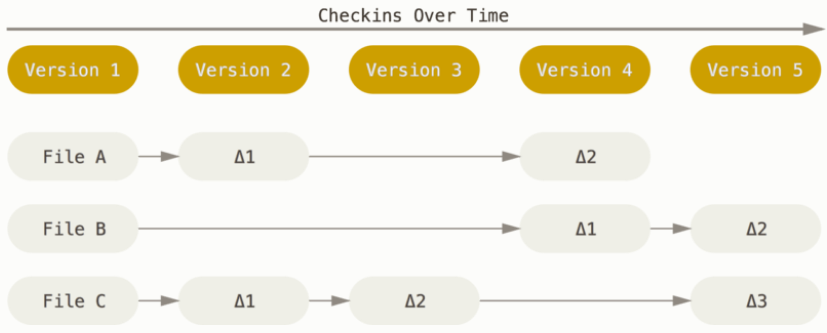 Checkins Over Time
Version 1 Version 2 Version 3 Version 4 Version 5
File A Δ1 Δ2
File B Δ1 Δ2
File C Δ1 Δ2 Δ3